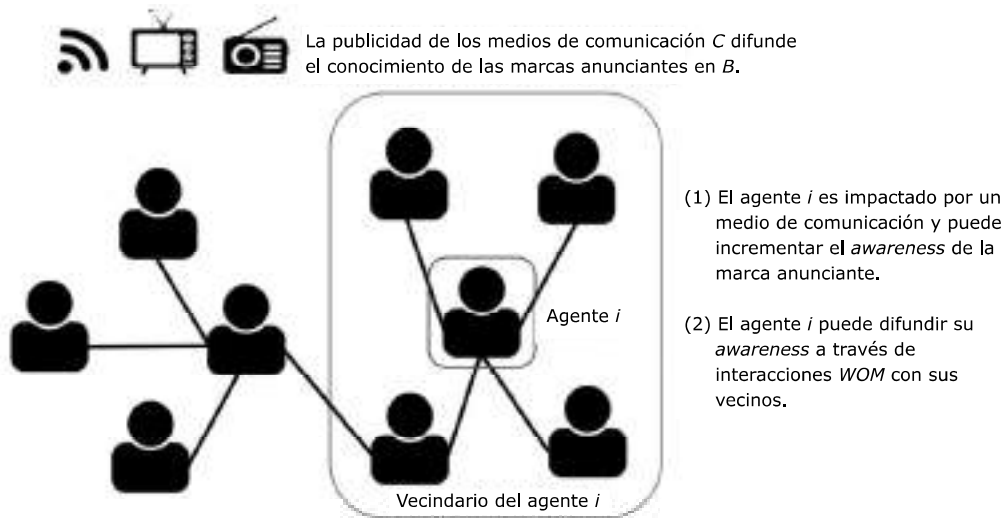 La publicidad de los medios de comunicación C difunde
el conocimiento de las marcas anunciantes en B.
(1) El agente i es impactado por un
medio de comunicación y puede
incrementar el awareness de la
marca anunciante.
Agente i
(2) El agente i puede difundir su
awareness a través de
interacciones WOM con sus
vecinos.
Vecindario del agente i